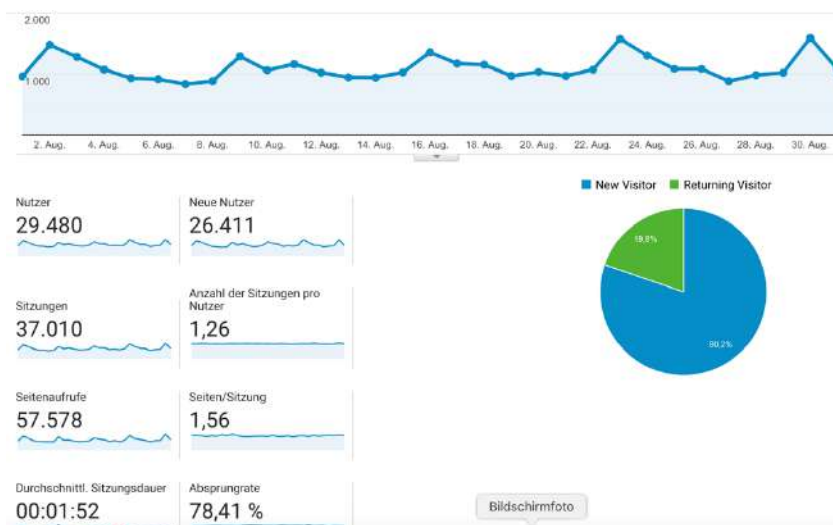 2.000
1.000
2. Aug. 4. Aug. 6. Aug. 8. Aug. 10. Aug. 12. Aug. 14. Aug. 16. Aug. 18. Aug. 20. Aug. 22. Aug. 24. Aug. 26. Aug. 28. Aug. 30. Aug.
New Visitor Returning Visitor
Nutzer Neue Nutzer
29.480 26.411
19,8%
Sitzungen Anzahl der Sitzungen pro
Nutzer
37.010 1,26
80,2%
Seitenaufrufe Seiten/Sitzung
57.578 1,56
Durchschnittl. Sitzungsdauer Absprungrate
00:01:52 78,41 %
Bildschirmfoto